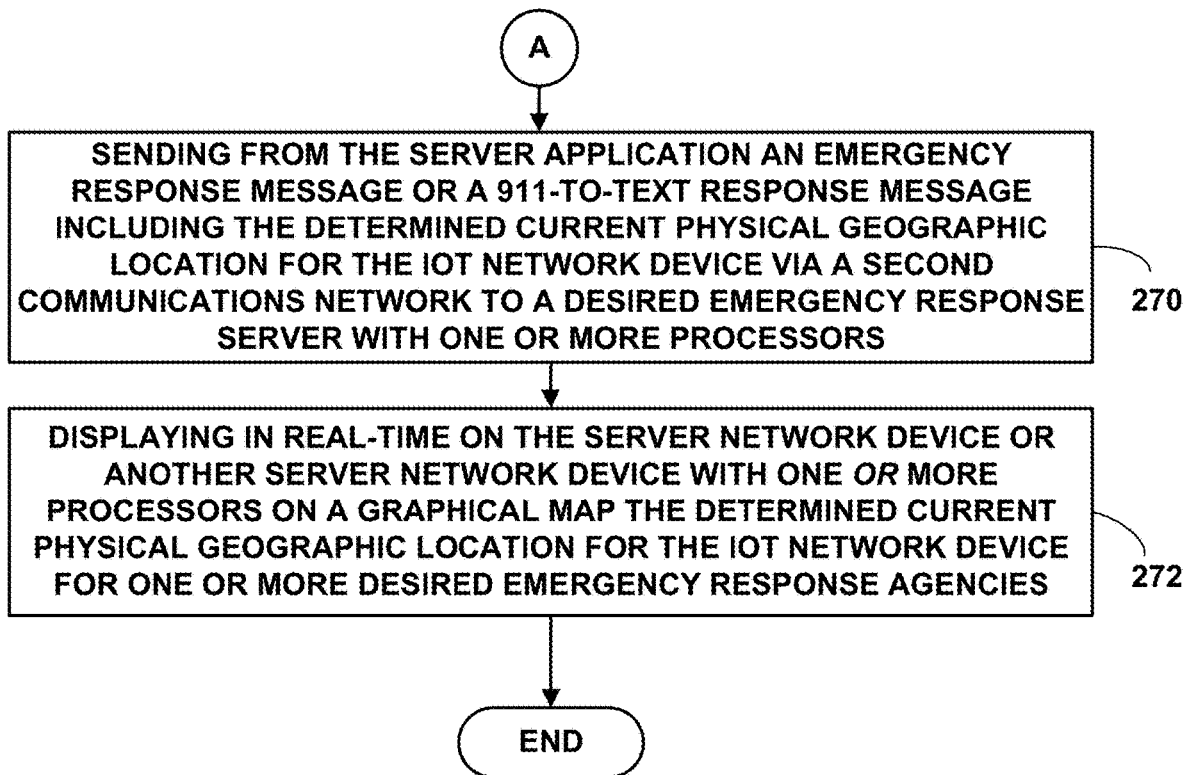 A
SENDING FROM THE SERVER APPLICATION AN EMERGENCY
RESPONSE MESSAGE OR A 911-TO-TEXT RESPONSE MESSAGE
INCLUDING THE DETERMINED CURRENT PHYSICAL GEOGRAPHIC
LOCATION FOR THE IOT NETWORK DEVICE VIA A SECOND
COMMUNICATIONS NETWORK TO A DESIRED EMERGENCY RESPONSE
SERVER WITH ONE OR MORE PROCESSORS
270
DISPLAYING IN REAL-TIME ON THE SERVER NETWORK DEVICE OR
ANOTHER SERVER NETWORK DEVICE WITH ONE OR MORE
PROCESSORS ON A GRAPHICAL MAP THE DETERMINED CURRENT
PHYSICAL GEOGRAPHIC LOCATION FOR THE IOT NETWORK DEVICE
FOR ONE OR MORE DESIRED EMERGENCY RESPONSE AGENCIES
272
END